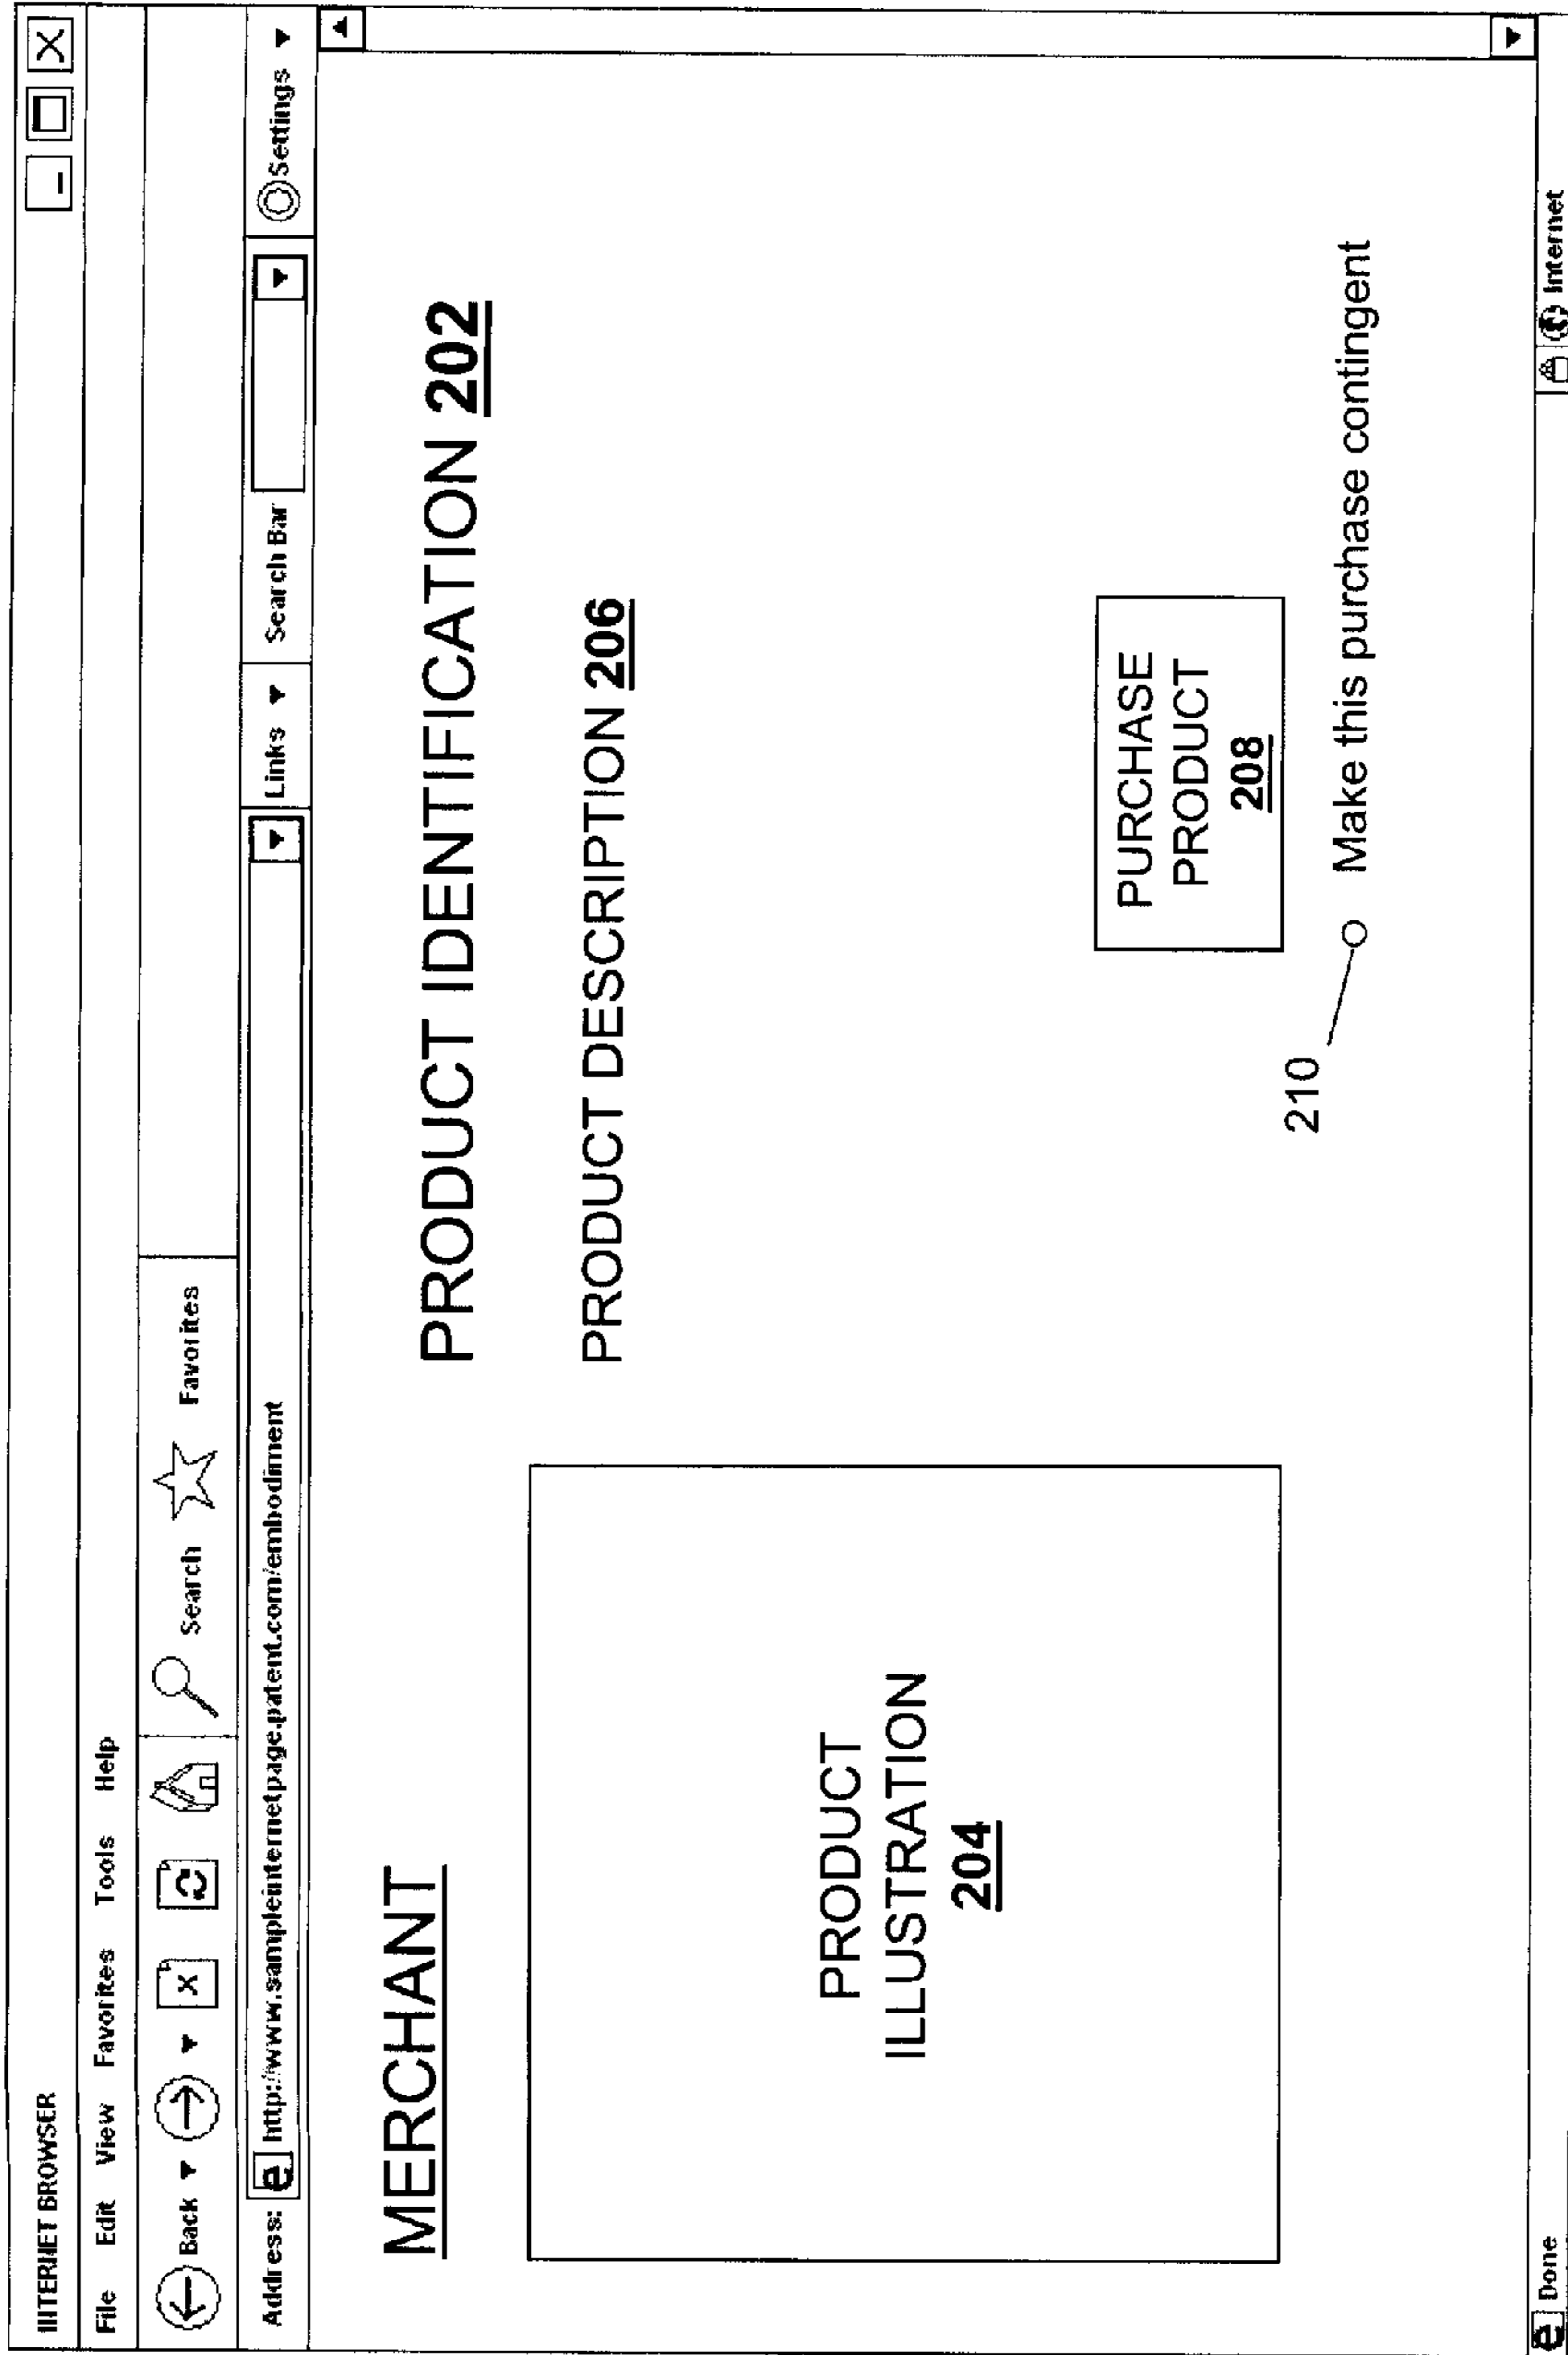 INTERNET BROWSER
File Edit View Favorites Tools Help
Back Search Favorites
Address: e http://www.sampleinternetpage.patent.com/embodiment Links Search Bar Settings
MERCHANT
PRODUCT IDENTIFICATION 202
PRODUCT DESCRIPTION 206
PRODUCT
ILLUSTRATION
204
PURCHASE
PRODUCT
208
210
Make this purchase contingent
e Done Internet